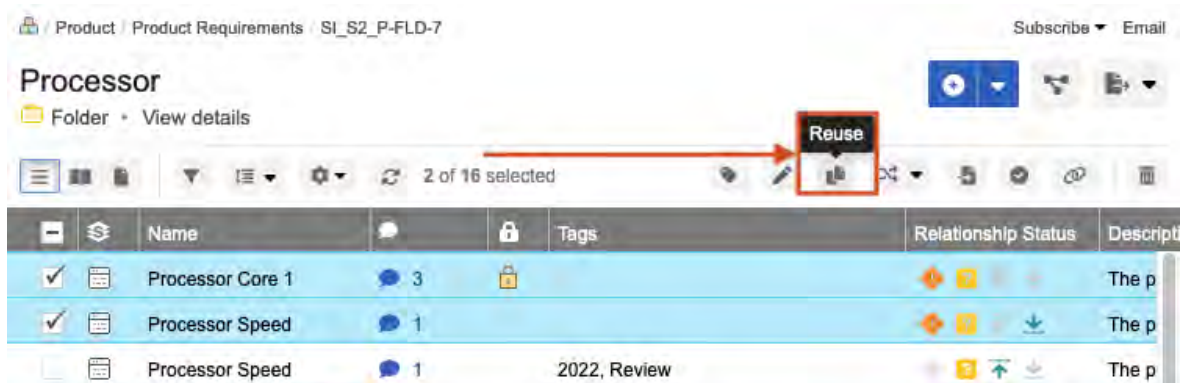 / Product / Product Requirements / SI_S2_P-FLD-7 Subscribe Email
Processor
Folder • View details
Reuse
2 of 16 selected
Name Tags Relationship Status Descripti
Processor Core 1 3 The p
Processor Speed 1 The p
Processor Speed 1 2022, Review The p